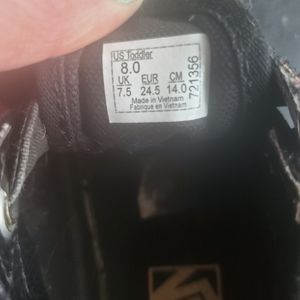 US Toddler
8.0
UK EUR CM
7.5 24.5 14.0
Made in Vietnam
Fabrique en Vietnam
721356